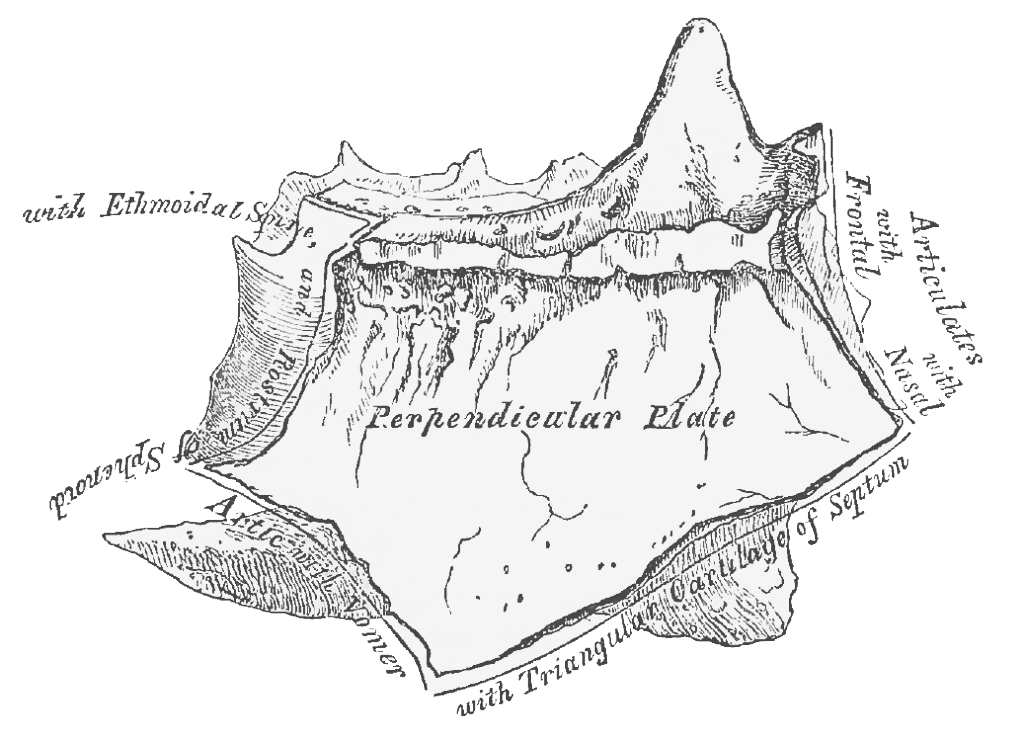 with Ethmoidal Spine,
and
Rostrum
of Sphenoid
Articulates
with
Frontal
with
Nasal
Perpendicular Plate
Artic. with Vomer
with Triangular Cartilage of Septum